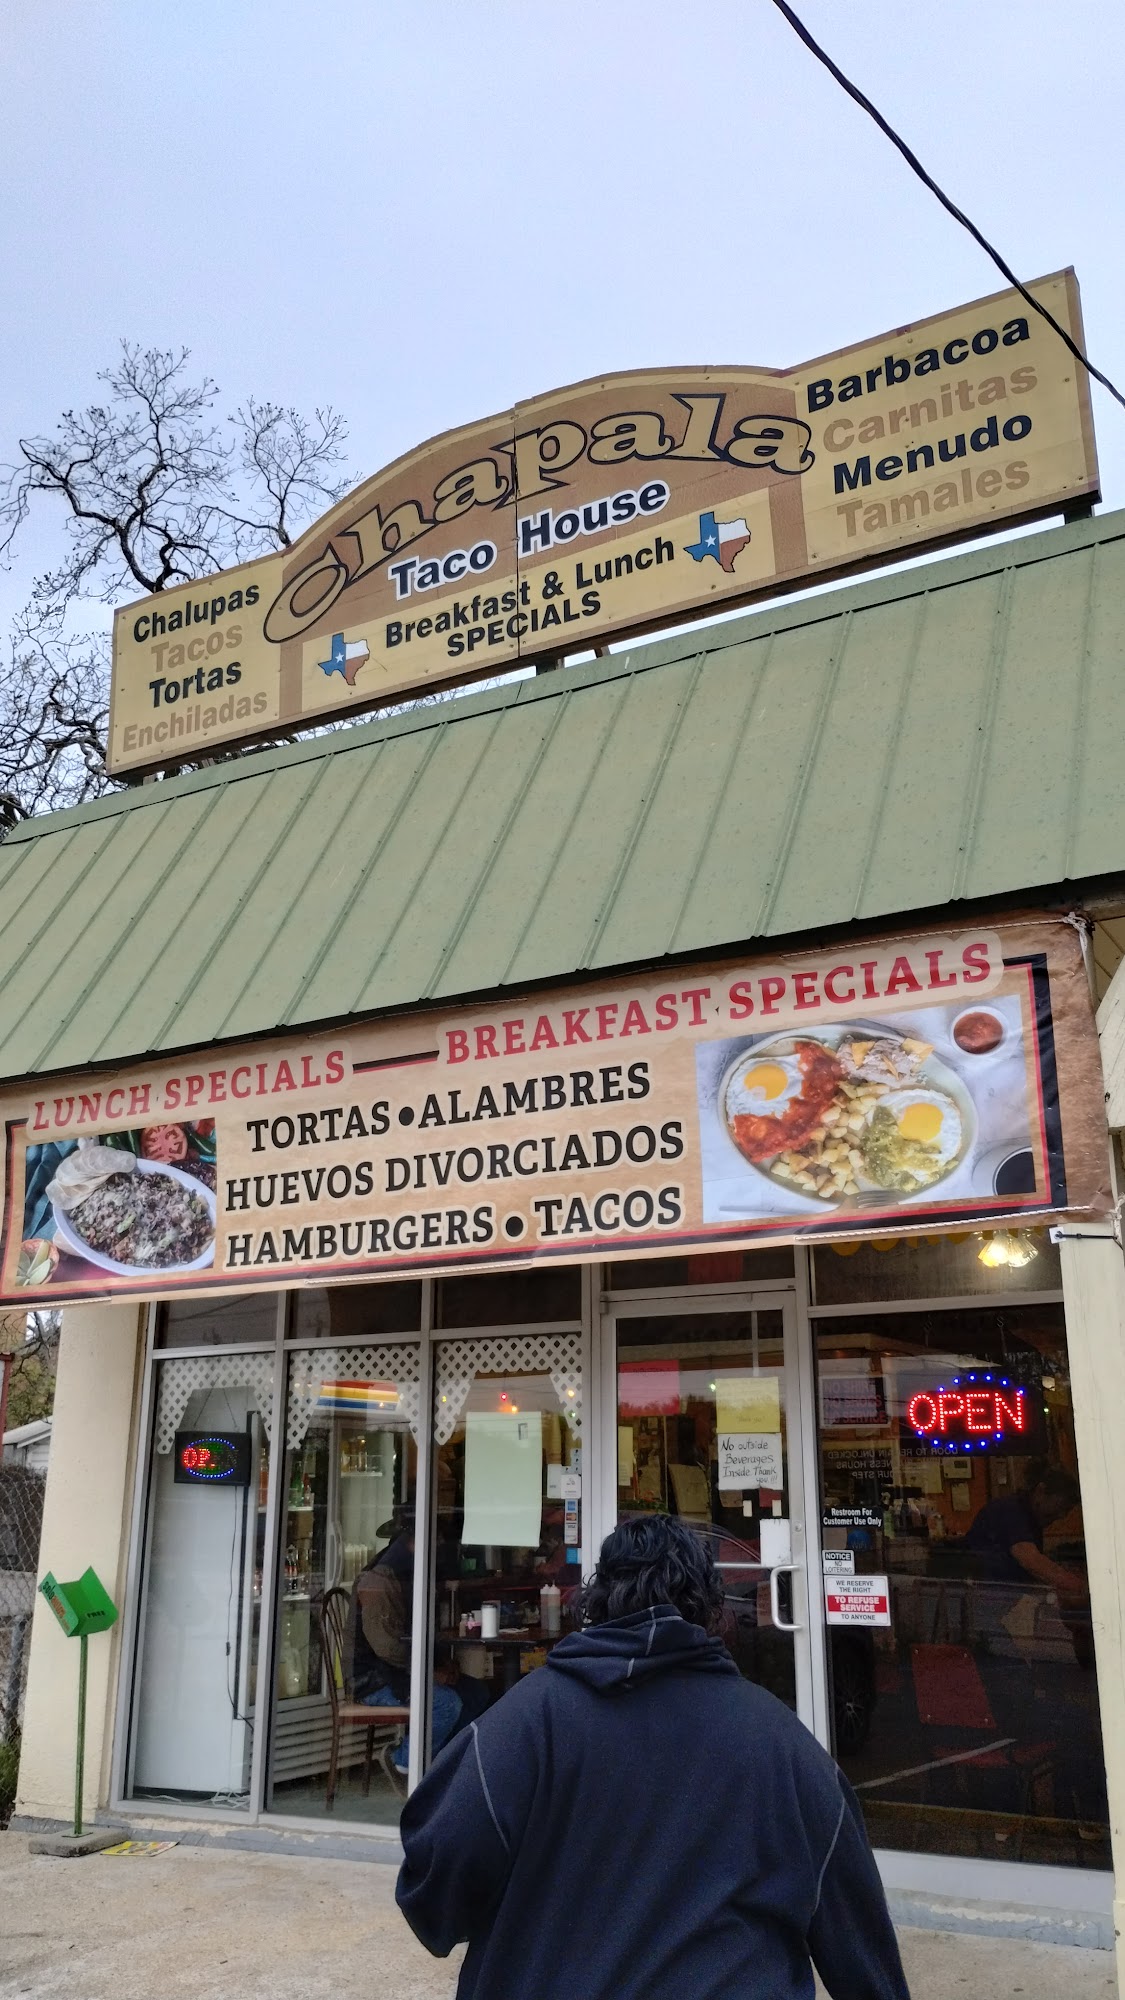 Chapala
Taco House
Breakfast & Lunch
SPECIALS
Chalupas
Tacos
Tortas
Enchiladas
Barbacoa
Carnitas
Menudo
Tamales
LUNCH SPECIALS
BREAKFAST SPECIALS
TORTAS • ALAMBRES
HUEVOS DIVORCIADOS
HAMBURGERS • TACOS
OP
OPEN
No outside
Beverages
Inside. Thank
you !!!
Restroom For
Customer Use Only
NOTICE
NO
LOITERING
WE RESERVE
THE RIGHT
TO REFUSE
SERVICE
TO ANYONE
FREE